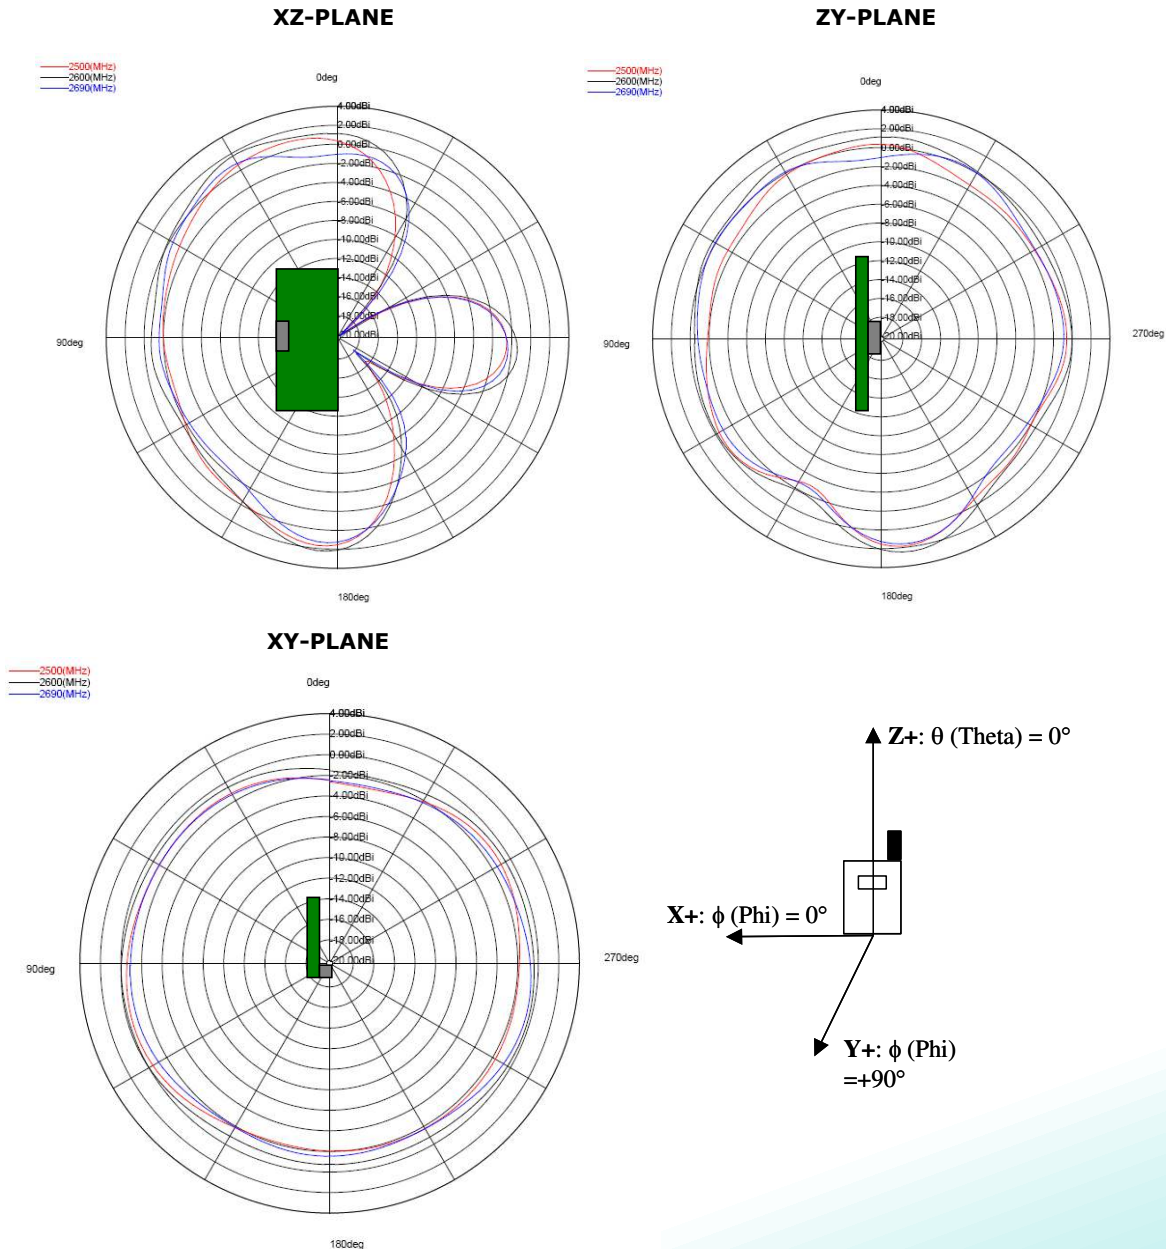 XZ-PLANE
2500(MHz)
2600(MHz)
2690(MHz)
0deg
4.00dBi
2.00dBi
0.00dBi
-2.00dBi
-4.00dBi
-6.00dBi
-8.00dBi
-10.00dBi
-12.00dBi
-14.00dBi
-16.00dBi
-18.00dBi
-20.00dBi
90deg
180deg
ZY-PLANE
2500(MHz)
2600(MHz)
2690(MHz)
0deg
4.00dBi
2.00dBi
0.00dBi
-2.00dBi
-4.00dBi
-6.00dBi
-8.00dBi
-10.00dBi
-12.00dBi
-14.00dBi
-16.00dBi
-18.00dBi
-20.00dBi
90deg
270deg
180deg
XY-PLANE
2500(MHz)
2600(MHz)
2690(MHz)
0deg
4.00dBi
2.00dBi
0.00dBi
-2.00dBi
-4.00dBi
-6.00dBi
-8.00dBi
-10.00dBi
-12.00dBi
-14.00dBi
-16.00dBi
-18.00dBi
-20.00dBi
90deg
270deg
180deg
Z+: θ (Theta) = 0°
X+: ϕ (Phi) = 0°
Y+: ϕ (Phi)
=+90°